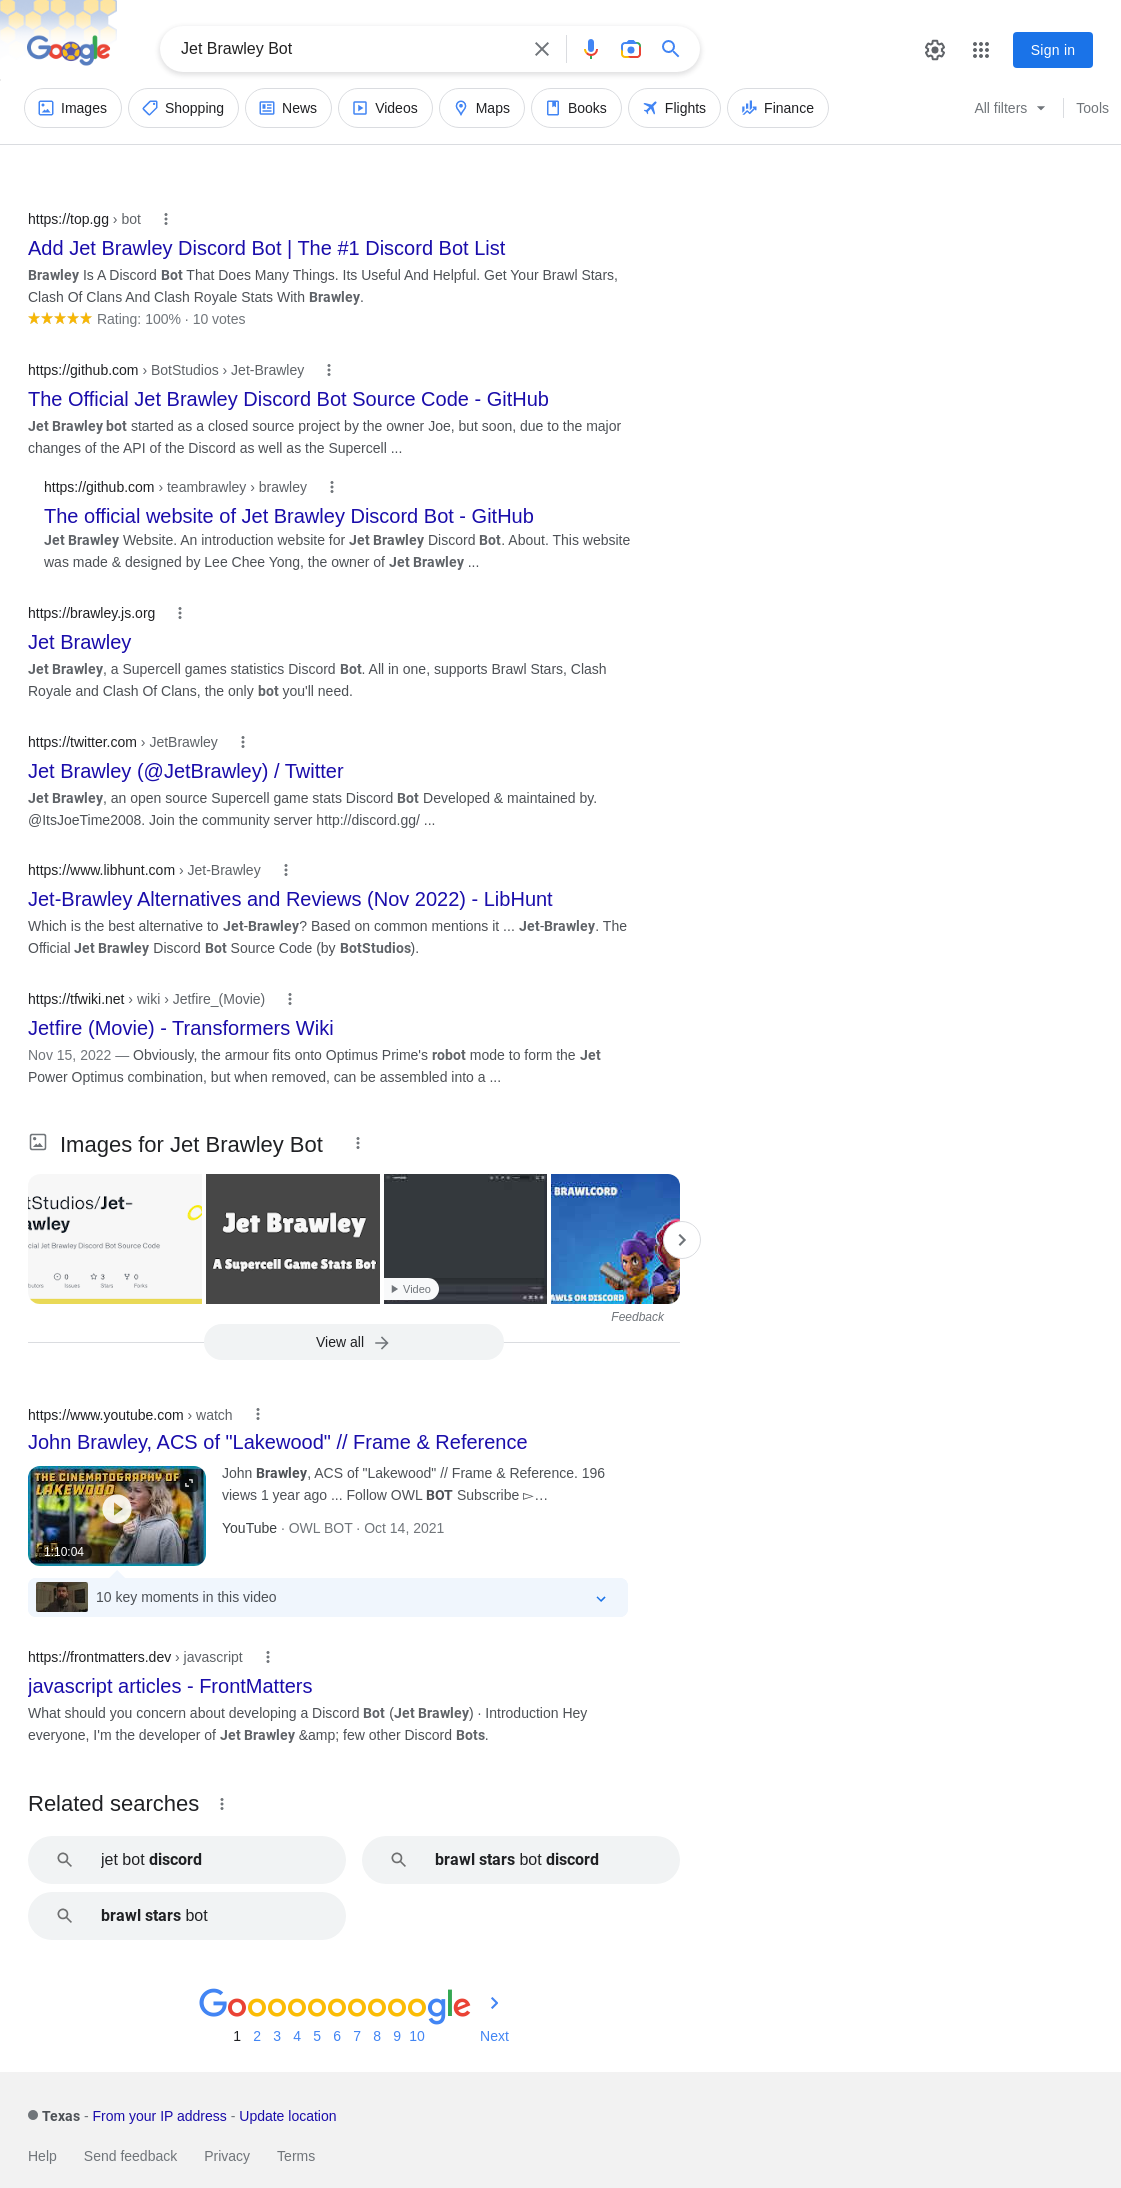 Google
Jet Brawley Bot
Sign in
Images
Shopping
News
Videos
Maps
Books
Flights
Finance
All filters
Tools
https://top.gg › bot
Add Jet Brawley Discord Bot | The #1 Discord Bot List
Brawley Is A Discord Bot That Does Many Things. Its Useful And Helpful. Get Your Brawl Stars,
Clash Of Clans And Clash Royale Stats With Brawley.
Rating: 100% · 10 votes
https://github.com › BotStudios › Jet-Brawley
The Official Jet Brawley Discord Bot Source Code - GitHub
Jet Brawley bot started as a closed source project by the owner Joe, but soon, due to the major
changes of the API of the Discord as well as the Supercell ...
https://github.com › teambrawley › brawley
The official website of Jet Brawley Discord Bot - GitHub
Jet Brawley Website. An introduction website for Jet Brawley Discord Bot. About. This website
was made & designed by Lee Chee Yong, the owner of Jet Brawley ...
https://brawley.js.org
Jet Brawley
Jet Brawley, a Supercell games statistics Discord Bot. All in one, supports Brawl Stars, Clash
Royale and Clash Of Clans, the only bot you'll need.
https://twitter.com › JetBrawley
Jet Brawley (@JetBrawley) / Twitter
Jet Brawley, an open source Supercell game stats Discord Bot Developed & maintained by.
@ItsJoeTime2008. Join the community server http://discord.gg/ ...
https://www.libhunt.com › Jet-Brawley
Jet-Brawley Alternatives and Reviews (Nov 2022) - LibHunt
Which is the best alternative to Jet-Brawley? Based on common mentions it ... Jet-Brawley. The
Official Jet Brawley Discord Bot Source Code (by BotStudios).
https://tfwiki.net › wiki › Jetfire_(Movie)
Jetfire (Movie) - Transformers Wiki
Nov 15, 2022 — Obviously, the armour fits onto Optimus Prime's robot mode to form the Jet
Power Optimus combination, but when removed, can be assembled into a ...
Images for Jet Brawley Bot
tStudios/Jet-
awley
cial Jet Brawley Discord Bot Source Code
0
3
0
Issues
Stars
Forks
Jet Brawley
A Supercell Game Stats Bot
Video
BRAWLCORD
AWLS ON DISCORD
Feedback
View all
https://www.youtube.com › watch
John Brawley, ACS of "Lakewood" // Frame & Reference
THE CINEMATOGRAPHY OF
LAKEWOOD
1:10:04
John Brawley, ACS of "Lakewood" // Frame & Reference. 196
views 1 year ago ... Follow OWL BOT Subscribe ▻…
YouTube · OWL BOT · Oct 14, 2021
10 key moments in this video
https://frontmatters.dev › javascript
javascript articles - FrontMatters
What should you concern about developing a Discord Bot (Jet Brawley) · Introduction Hey
everyone, I'm the developer of Jet Brawley &amp; few other Discord Bots.
Related searches
jet bot discord
brawl stars bot discord
brawl stars bot
Goooooooooogle
1 2 3 4 5 6 7 8 9 10 Next
Texas - From your IP address - Update location
Help Send feedback Privacy Terms